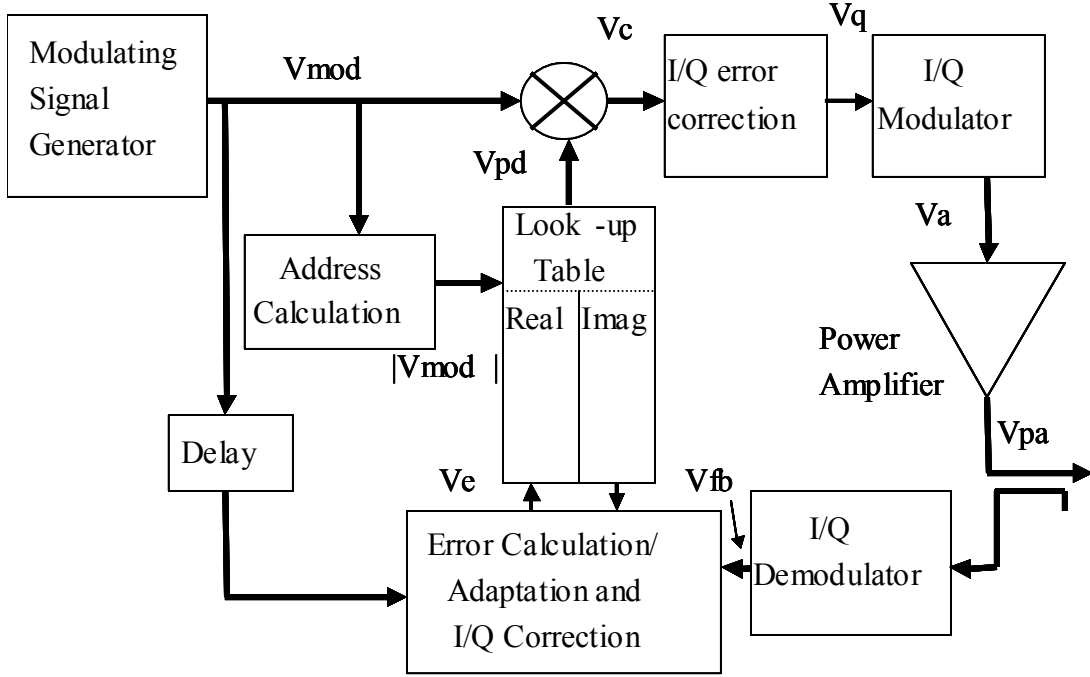 Modulating
Signal
Generator
Vmod
Vc
I/Q error
correction
Vq
I/Q
Modulator
Vpd
Va
Address
Calculation
|Vmod |
Look -up
Table
Real
Imag
Power
Amplifier
Vpa
Delay
Ve
Vfb
Error Calculation/
Adaptation and
I/Q Correction
I/Q
Demodulator